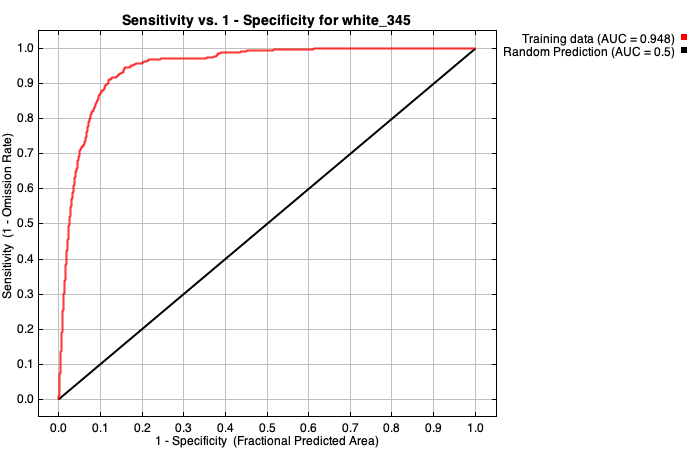 Sensitivity vs. 1 - Specificity for white_345
Training data (AUC = 0.948)
Random Prediction (AUC = 0.5)
Sensitivity (1 - Omission Rate)
1.0
0.9
0.8
0.7
0.6
0.5
0.4
0.3
0.2
0.1
0.0
0.0 0.1 0.2 0.3 0.4 0.5 0.6 0.7 0.8 0.9 1.0
1 - Specificity (Fractional Predicted Area)